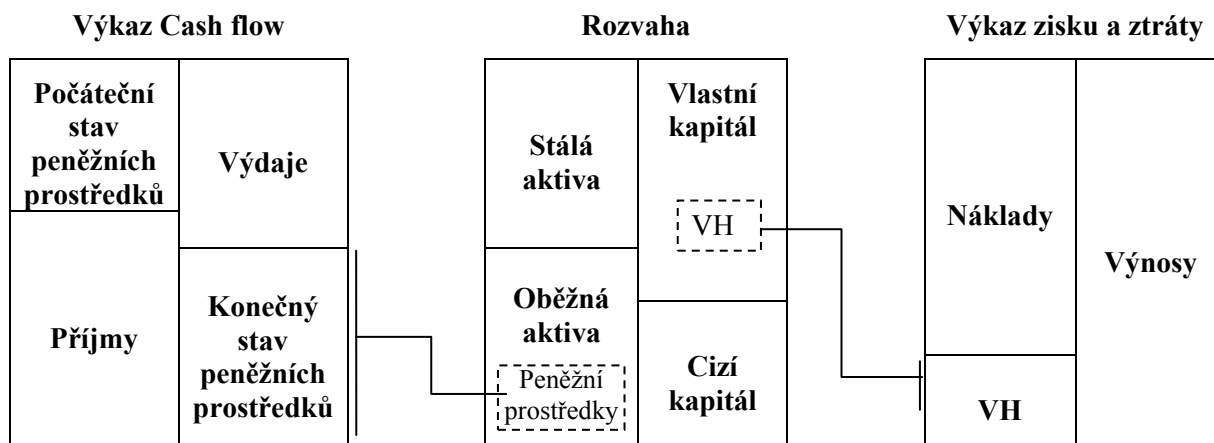 Výkaz Cash flow
Rozvaha
Výkaz zisku a ztráty
Počáteční
stav
peněžních
prostředků
Výdaje
Příjmy
Konečný
stav
peněžních
prostředků
Stálá
aktiva
Oběžná
aktiva
Peněžní
prostředky
Vlastní
kapitál
VH
Cizí
kapitál
Náklady
VH
Výnosy